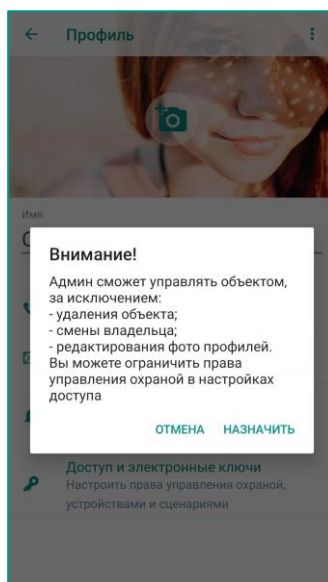 Профиль
Имя
Внимание!
Админ сможет управлять объектом,
за исключением:
- удаления объекта;
- смены владельца;
- редактирования фото профилей.
Вы можете ограничить права
управления охраной в настройках
доступа
ОТМЕНА НАЗНАЧИТЬ
Доступ и электронные ключи
Настроить права управления охраной,
устройствами и сценариями